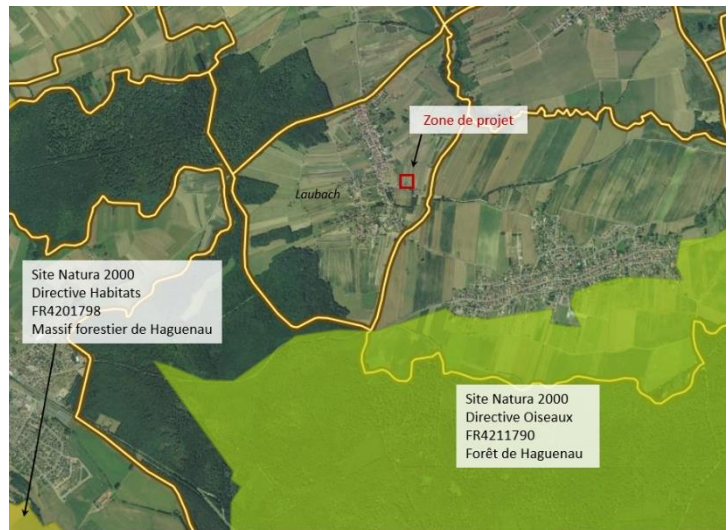 Zone de projet
Laubach
Site Natura 2000
Directive Habitats
FR4201798
Massif forestier de Haguenau
Site Natura 2000
Directive Oiseaux
FR4211790
Forêt de Haguenau